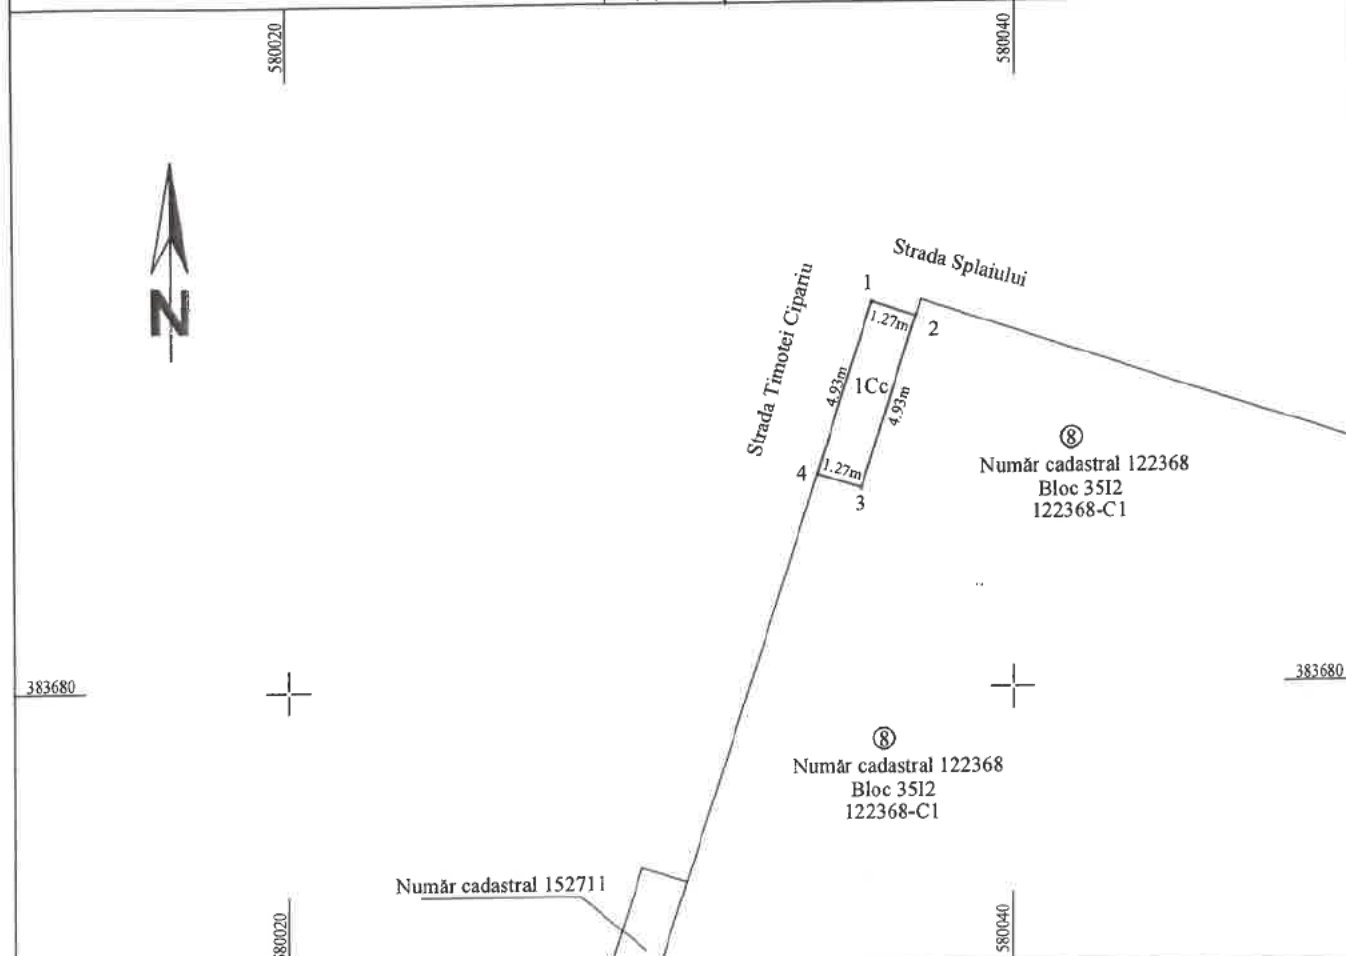 580020
580040
N
Strada Splaiului
Strada Timotei Cipariu
1
1.27m
2
4.93m
1Cc
4.93m
4
1.27m
3
8
Număr cadastral 122368
Bloc 35I2
122368-C1
383680
383680
8
Număr cadastral 122368
Bloc 35I2
122368-C1
Număr cadastral 152711
580020
580040